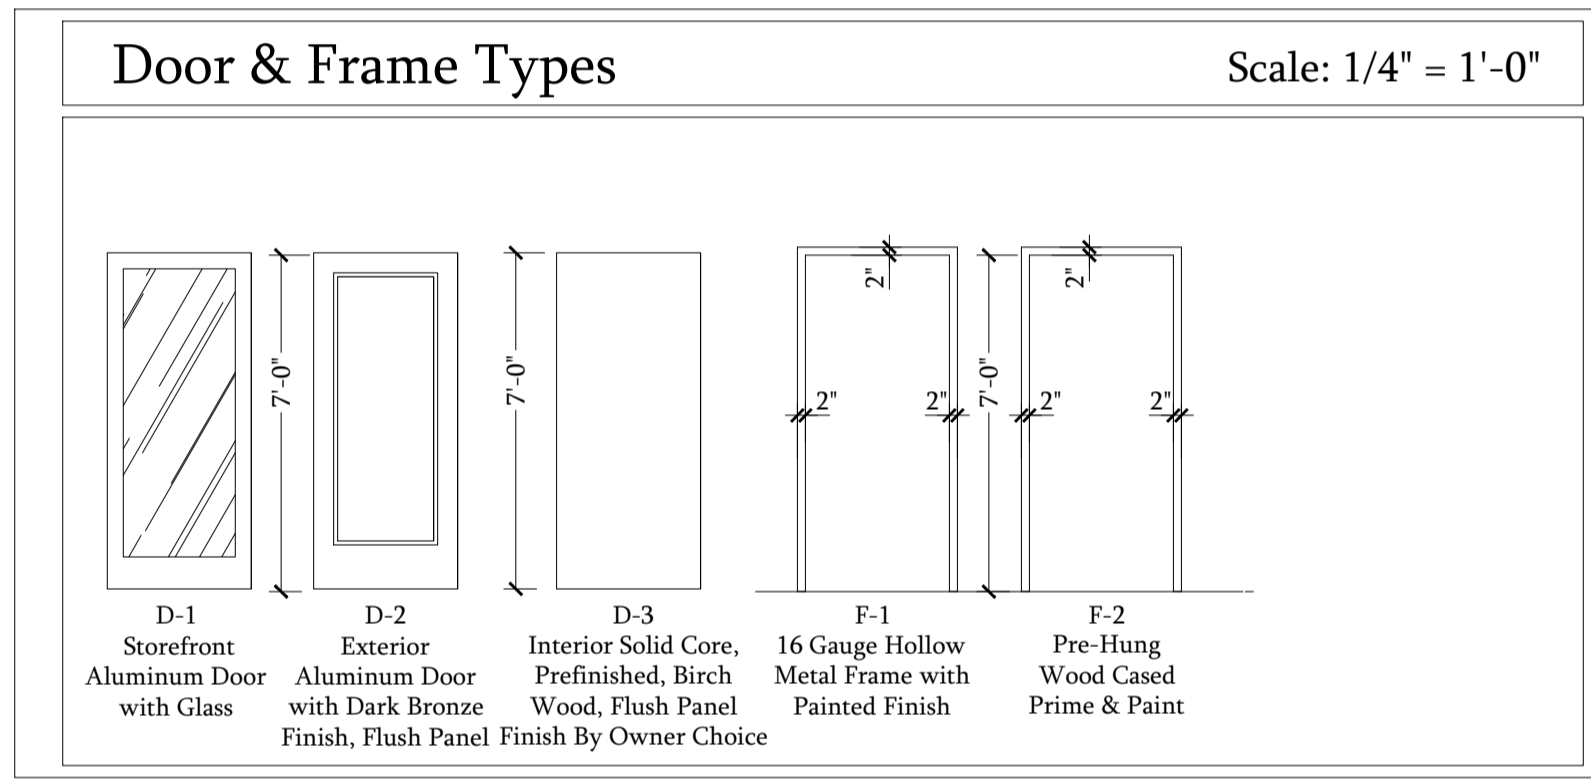 Door & Frame Types
Scale: 1/4" = 1'-0"
7'-0"
7'-0"
2"
2"
2"
7'-0"
2"
2"
2"
D-1
Storefront
Aluminum Door
with Glass
D-2
Exterior
Aluminum Door
with Dark Bronze
Finish, Flush Panel
D-3
Interior Solid Core,
Prefinished, Birch
Wood, Flush Panel
Finish By Owner Choice
F-1
16 Gauge Hollow
Metal Frame with
Painted Finish
F-2
Pre-Hung
Wood Cased
Prime & Paint